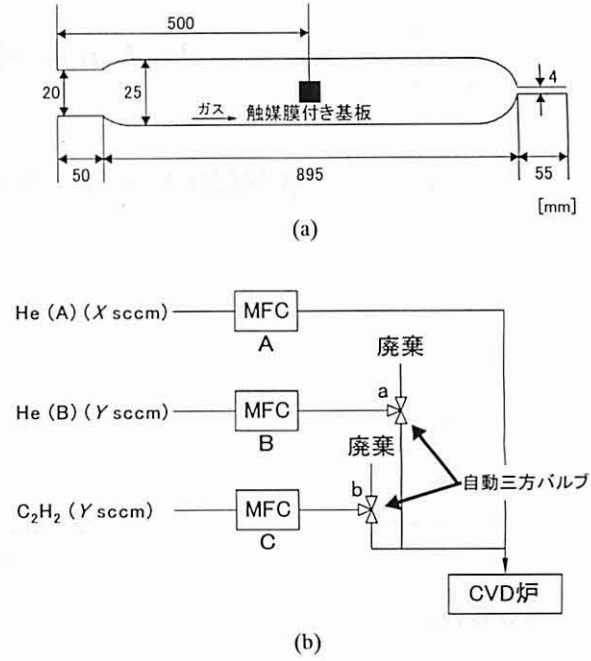 500
20
25
4
ガス
触媒膜付き基板
50
895
55
[mm]
(a)
He (A) (X sccm)
MFC
A
廃棄
a
He (B) (Y sccm)
MFC
B
廃棄
自動三方バルブ
b
C₂H₂ (Y sccm)
MFC
C
CVD炉
(b)